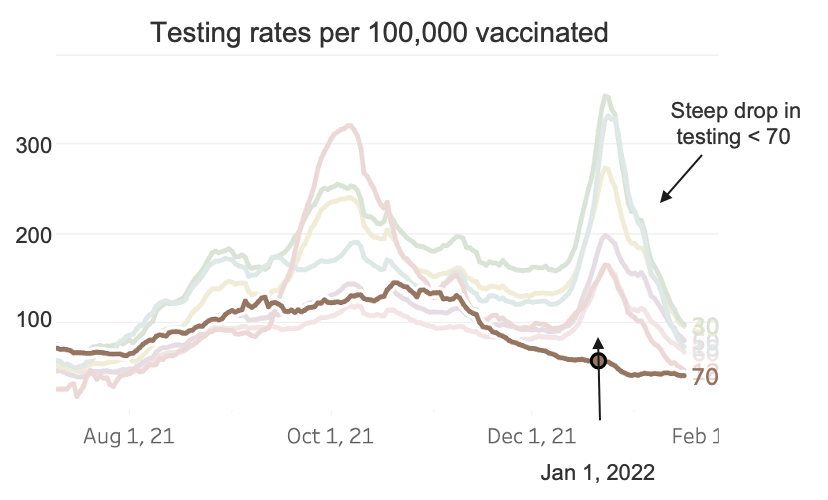 Testing rates per 100,000 vaccinated
Steep drop in
testing < 70
300
200
100
30
70
Aug 1, 21
Oct 1, 21
Dec 1, 21
Feb 1
Jan 1, 2022